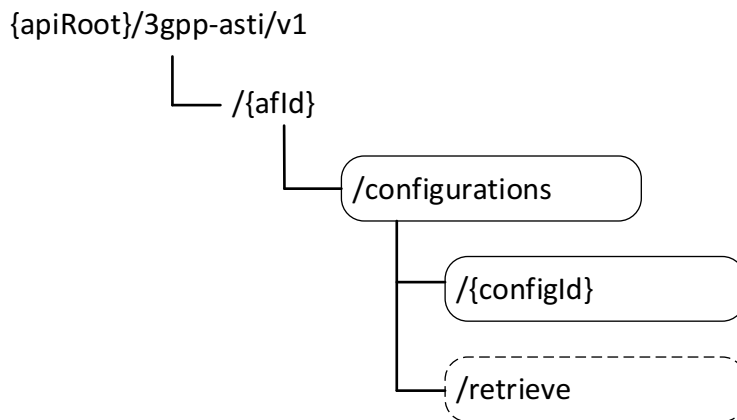 {apiRoot}/3gpp-asti/v1
/{afId}
/configurations
/{configId}
/retrieve